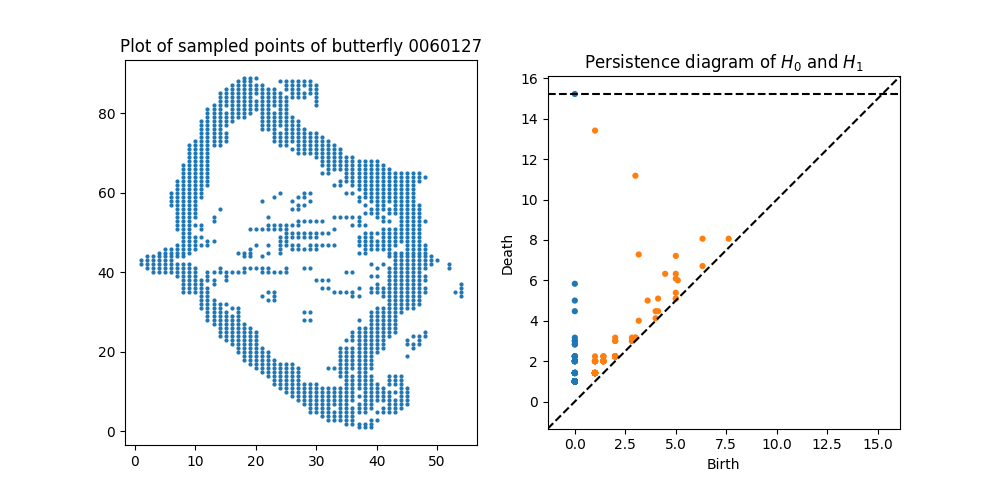 Plot of sampled points of butterfly 0060127
80
60
40
20
0
0 10 20 30 40 50
Persistence diagram of H₀ and H₁
16
14
12
10
8
6
4
2
0
Death
0.0 2.5 5.0 7.5 10.0 12.5 15.0
Birth